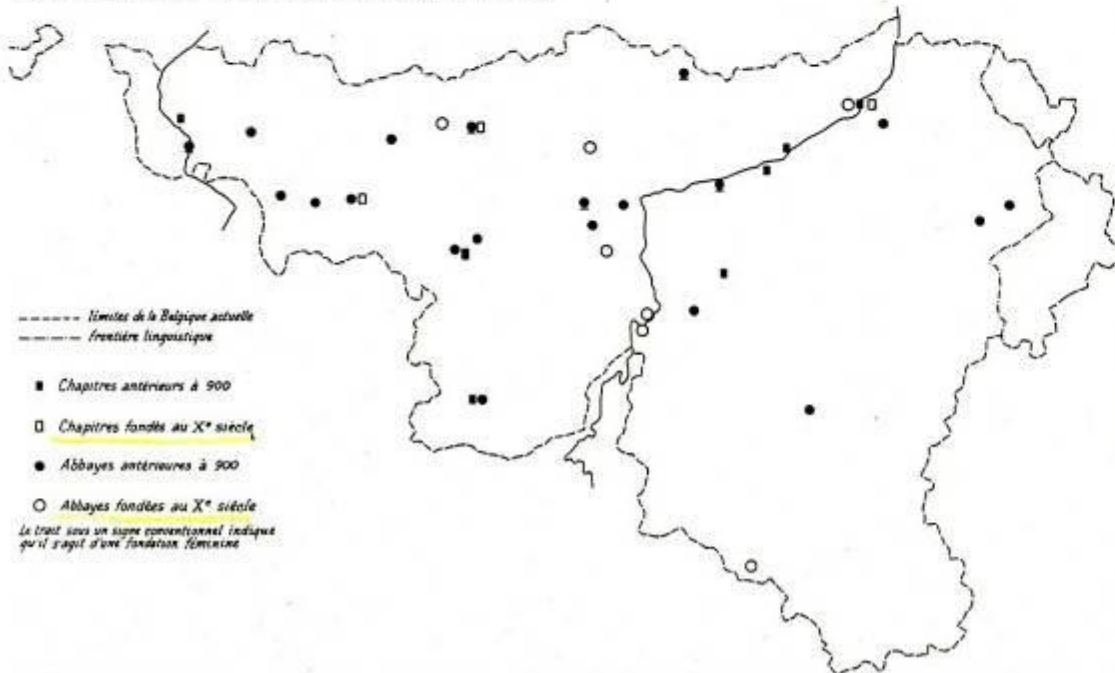 limites de la Belgique actuelle
frontière linguistique
Chapitres antérieurs à 900
Chapitres fondés au Xe siècle
Abbayes antérieures à 900
Abbayes fondées au Xe siècle
Le trait sous un signe conventionnel indique
qu'il s'agit d'une fondation féminine